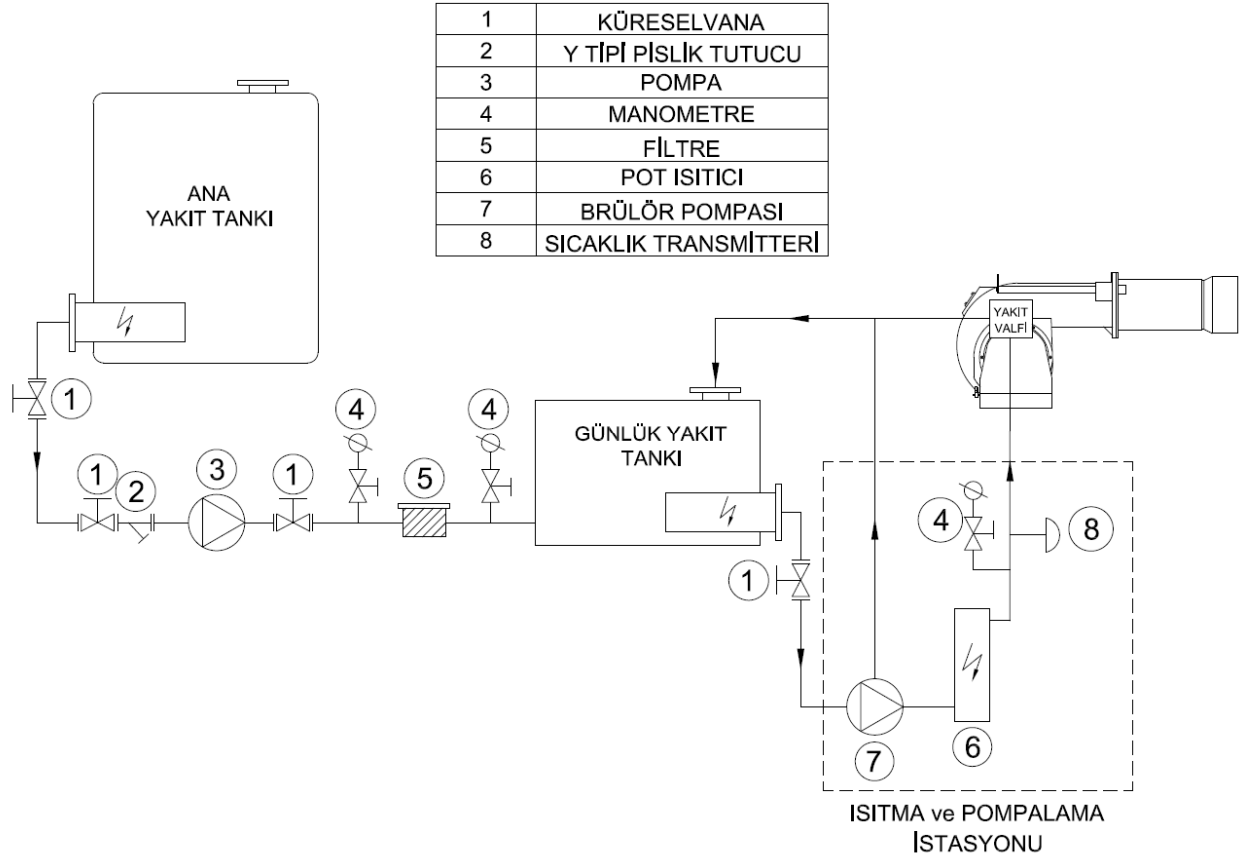 1 KÜRESELVANA
2 Y TİPİ PİSLİK TUTUCU
3 POMPA
4 MANOMETRE
5 FİLTRE
6 POT ISITICI
7 BRÜLÖR POMPASI
8 SICAKLIK TRANSMİTTERİ
ANA
YAKIT TANKI
YAKIT
VALFİ
1
4
4
GÜNLÜK YAKIT
TANKI
1
2
3
1
5
4
8
1
7
6
ISITMA ve POMPALAMA
İSTASYONU